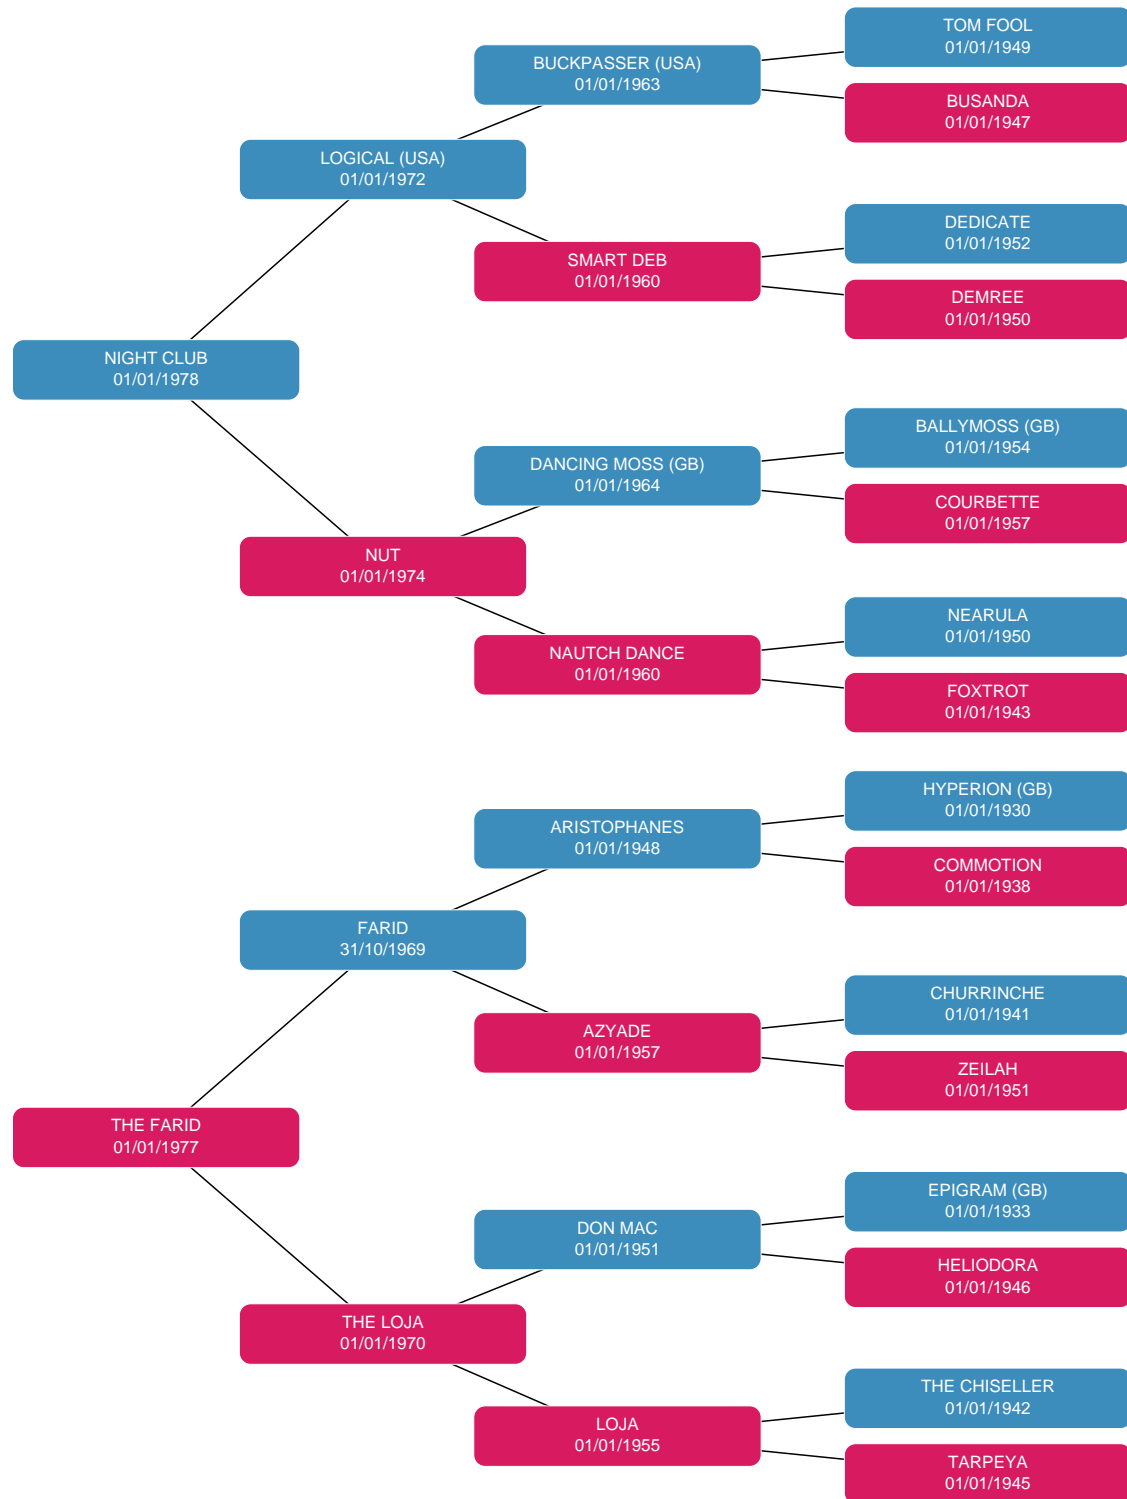 TOM FOOL
01/01/1949
BUCKPASSER (USA)
01/01/1963
BUSANDA
01/01/1947
LOGICAL (USA)
01/01/1972
DEDICATE
01/01/1952
SMART DEB
01/01/1960
DEMREE
01/01/1950
NIGHT CLUB
01/01/1978
BALLYMOSS (GB)
01/01/1954
DANCING MOSS (GB)
01/01/1964
COURBETTE
01/01/1957
NUT
01/01/1974
NEARULA
01/01/1950
NAUTCH DANCE
01/01/1960
FOXTROT
01/01/1943
HYPERION (GB)
01/01/1930
ARISTOPHANES
01/01/1948
COMMOTION
01/01/1938
FARID
31/10/1969
CHURRINCHE
01/01/1941
AZYADE
01/01/1957
ZEILAH
01/01/1951
THE FARID
01/01/1977
EPIGRAM (GB)
01/01/1933
DON MAC
01/01/1951
HELIODORA
01/01/1946
THE LOJA
01/01/1970
THE CHISELLER
01/01/1942
LOJA
01/01/1955
TARPEYA
01/01/1945